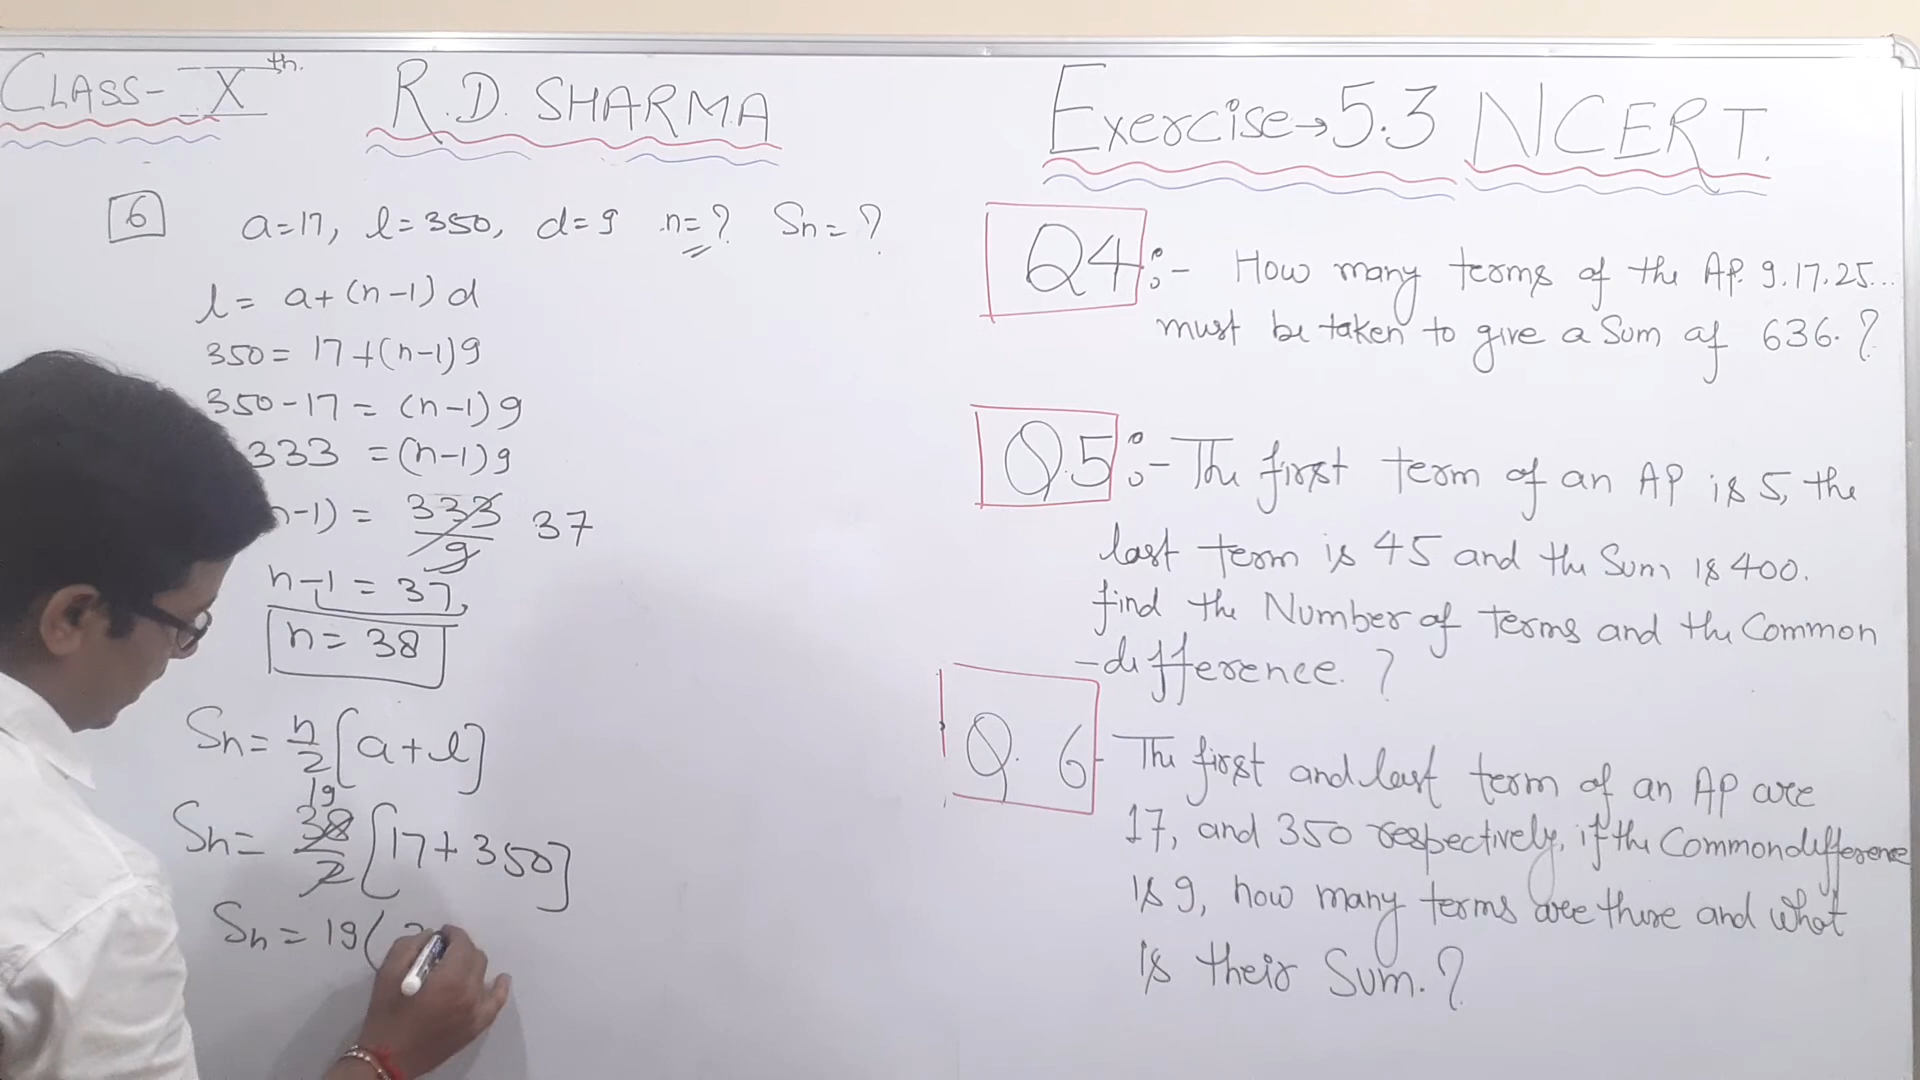 CLASS- Xth.
R.D. SHARMA
Exercise→5.3 NCERT.
6 a=17, l=350, d=9 n=? Sn=?
l= a+(n-1)d
350= 17+(n-1)9
350-17= (n-1)9
333 =(n-1)9
n-1) = 333/9 37
n-1 = 37
n= 38
Sn= n/2[a+l]
19
Sn= 38/2[17+350]
Sn = 19(
Q4:- How many terms of the AP. 9.17.25...
must be taken to give a Sum of 636.?
Q.5:- The first term of an AP is 5, the
last term is 45 and the Sum is 400.
find the Number of terms and the Common
-difference.?
Q. 6- The first and last term of an AP are
17, and 350 respectively, if the Common difference
is 9, how many terms are there and what
is their Sum.?